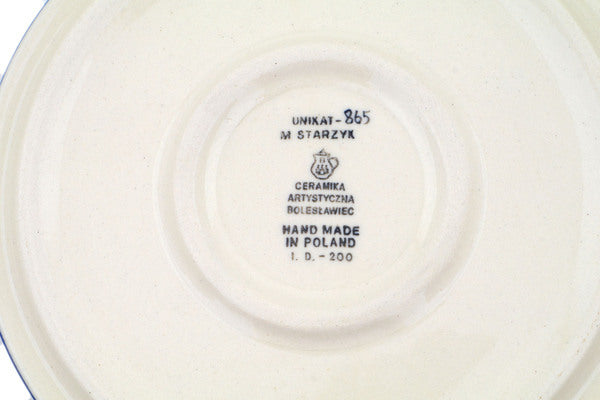 UNIKAT-865
M STARZYK
CERAMIKA
ARTYSTYCZNA
BOLESŁAWIEC
HAND MADE
IN POLAND
I. D. - 200